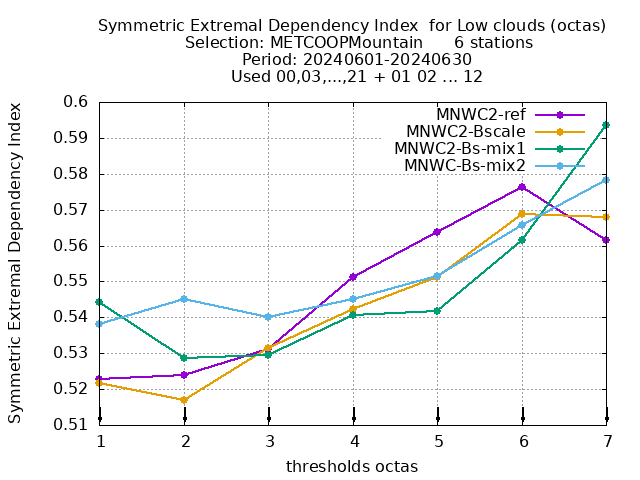 Symmetric Extremal Dependency Index  for Low clouds (octas)
Selection: METCOOPMountain      6 stations
Period: 20240601-20240630
Used 00,03,...,21 + 01 02 ... 12
MNWC2-ref
MNWC2-Bscale
MNWC2-Bs-mix1
MNWC-Bs-mix2
Symmetric Extremal Dependency Index
0.6
0.59
0.58
0.57
0.56
0.55
0.54
0.53
0.52
0.51
1 2 3 4 5 6 7
thresholds octas